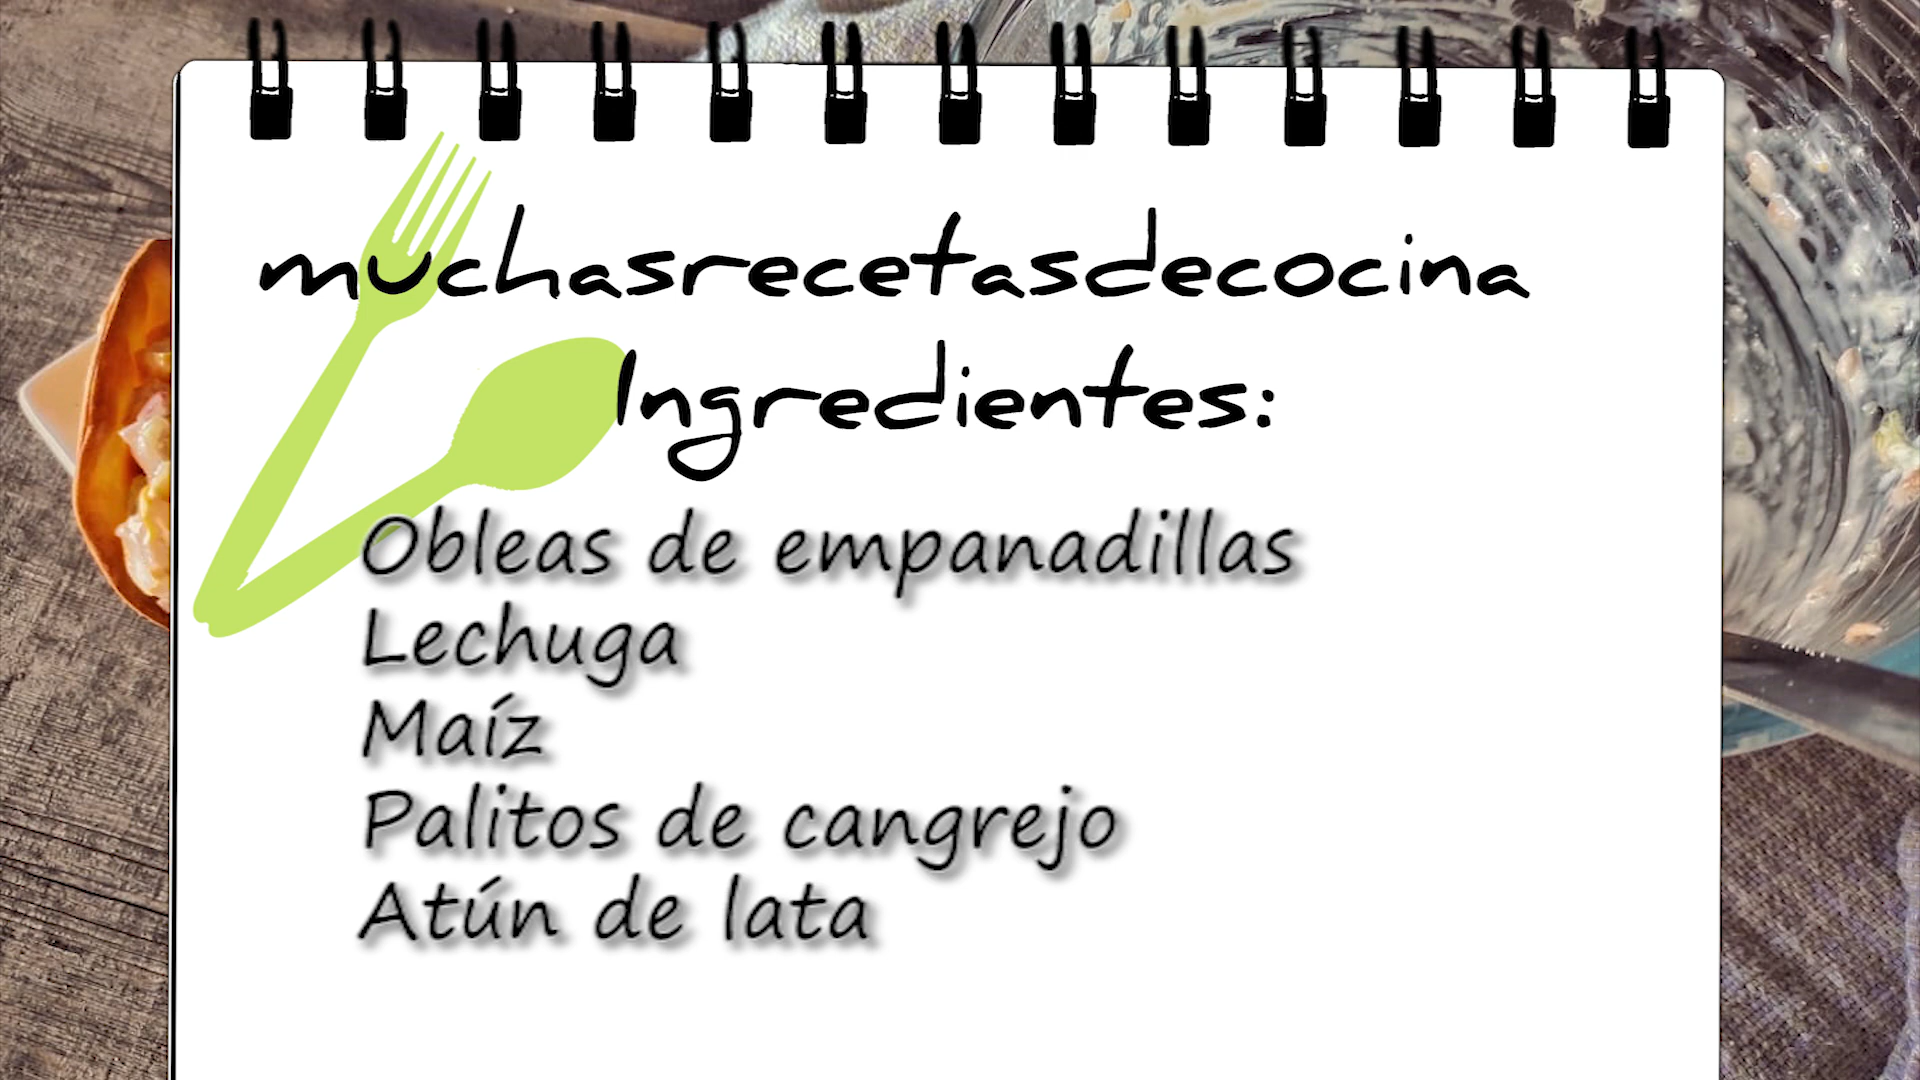 muchasrecetasdecocina
Ingredientes:
Obleas de empanadillas
Lechuga
Maíz
Palitos de cangrejo
Atún de lata